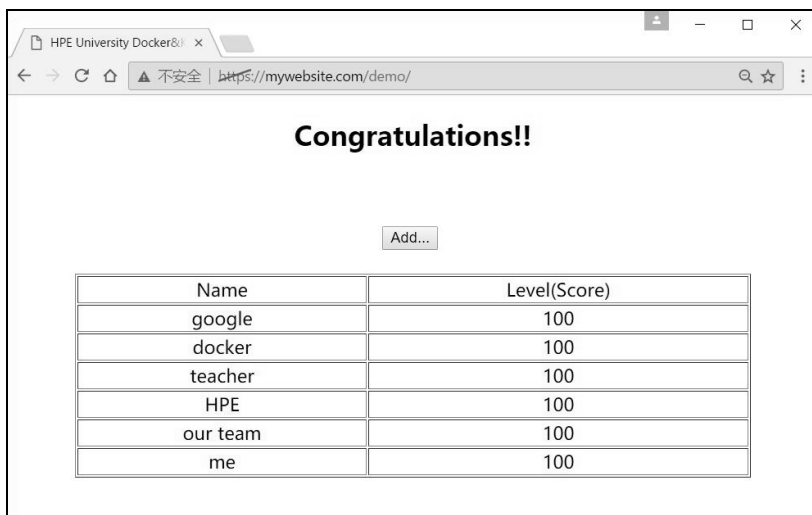 HPE University Docker&
不安全 | https://mywebsite.com/demo/
Congratulations!!
Add...
Name Level(Score)
google 100
docker 100
teacher 100
HPE 100
our team 100
me 100